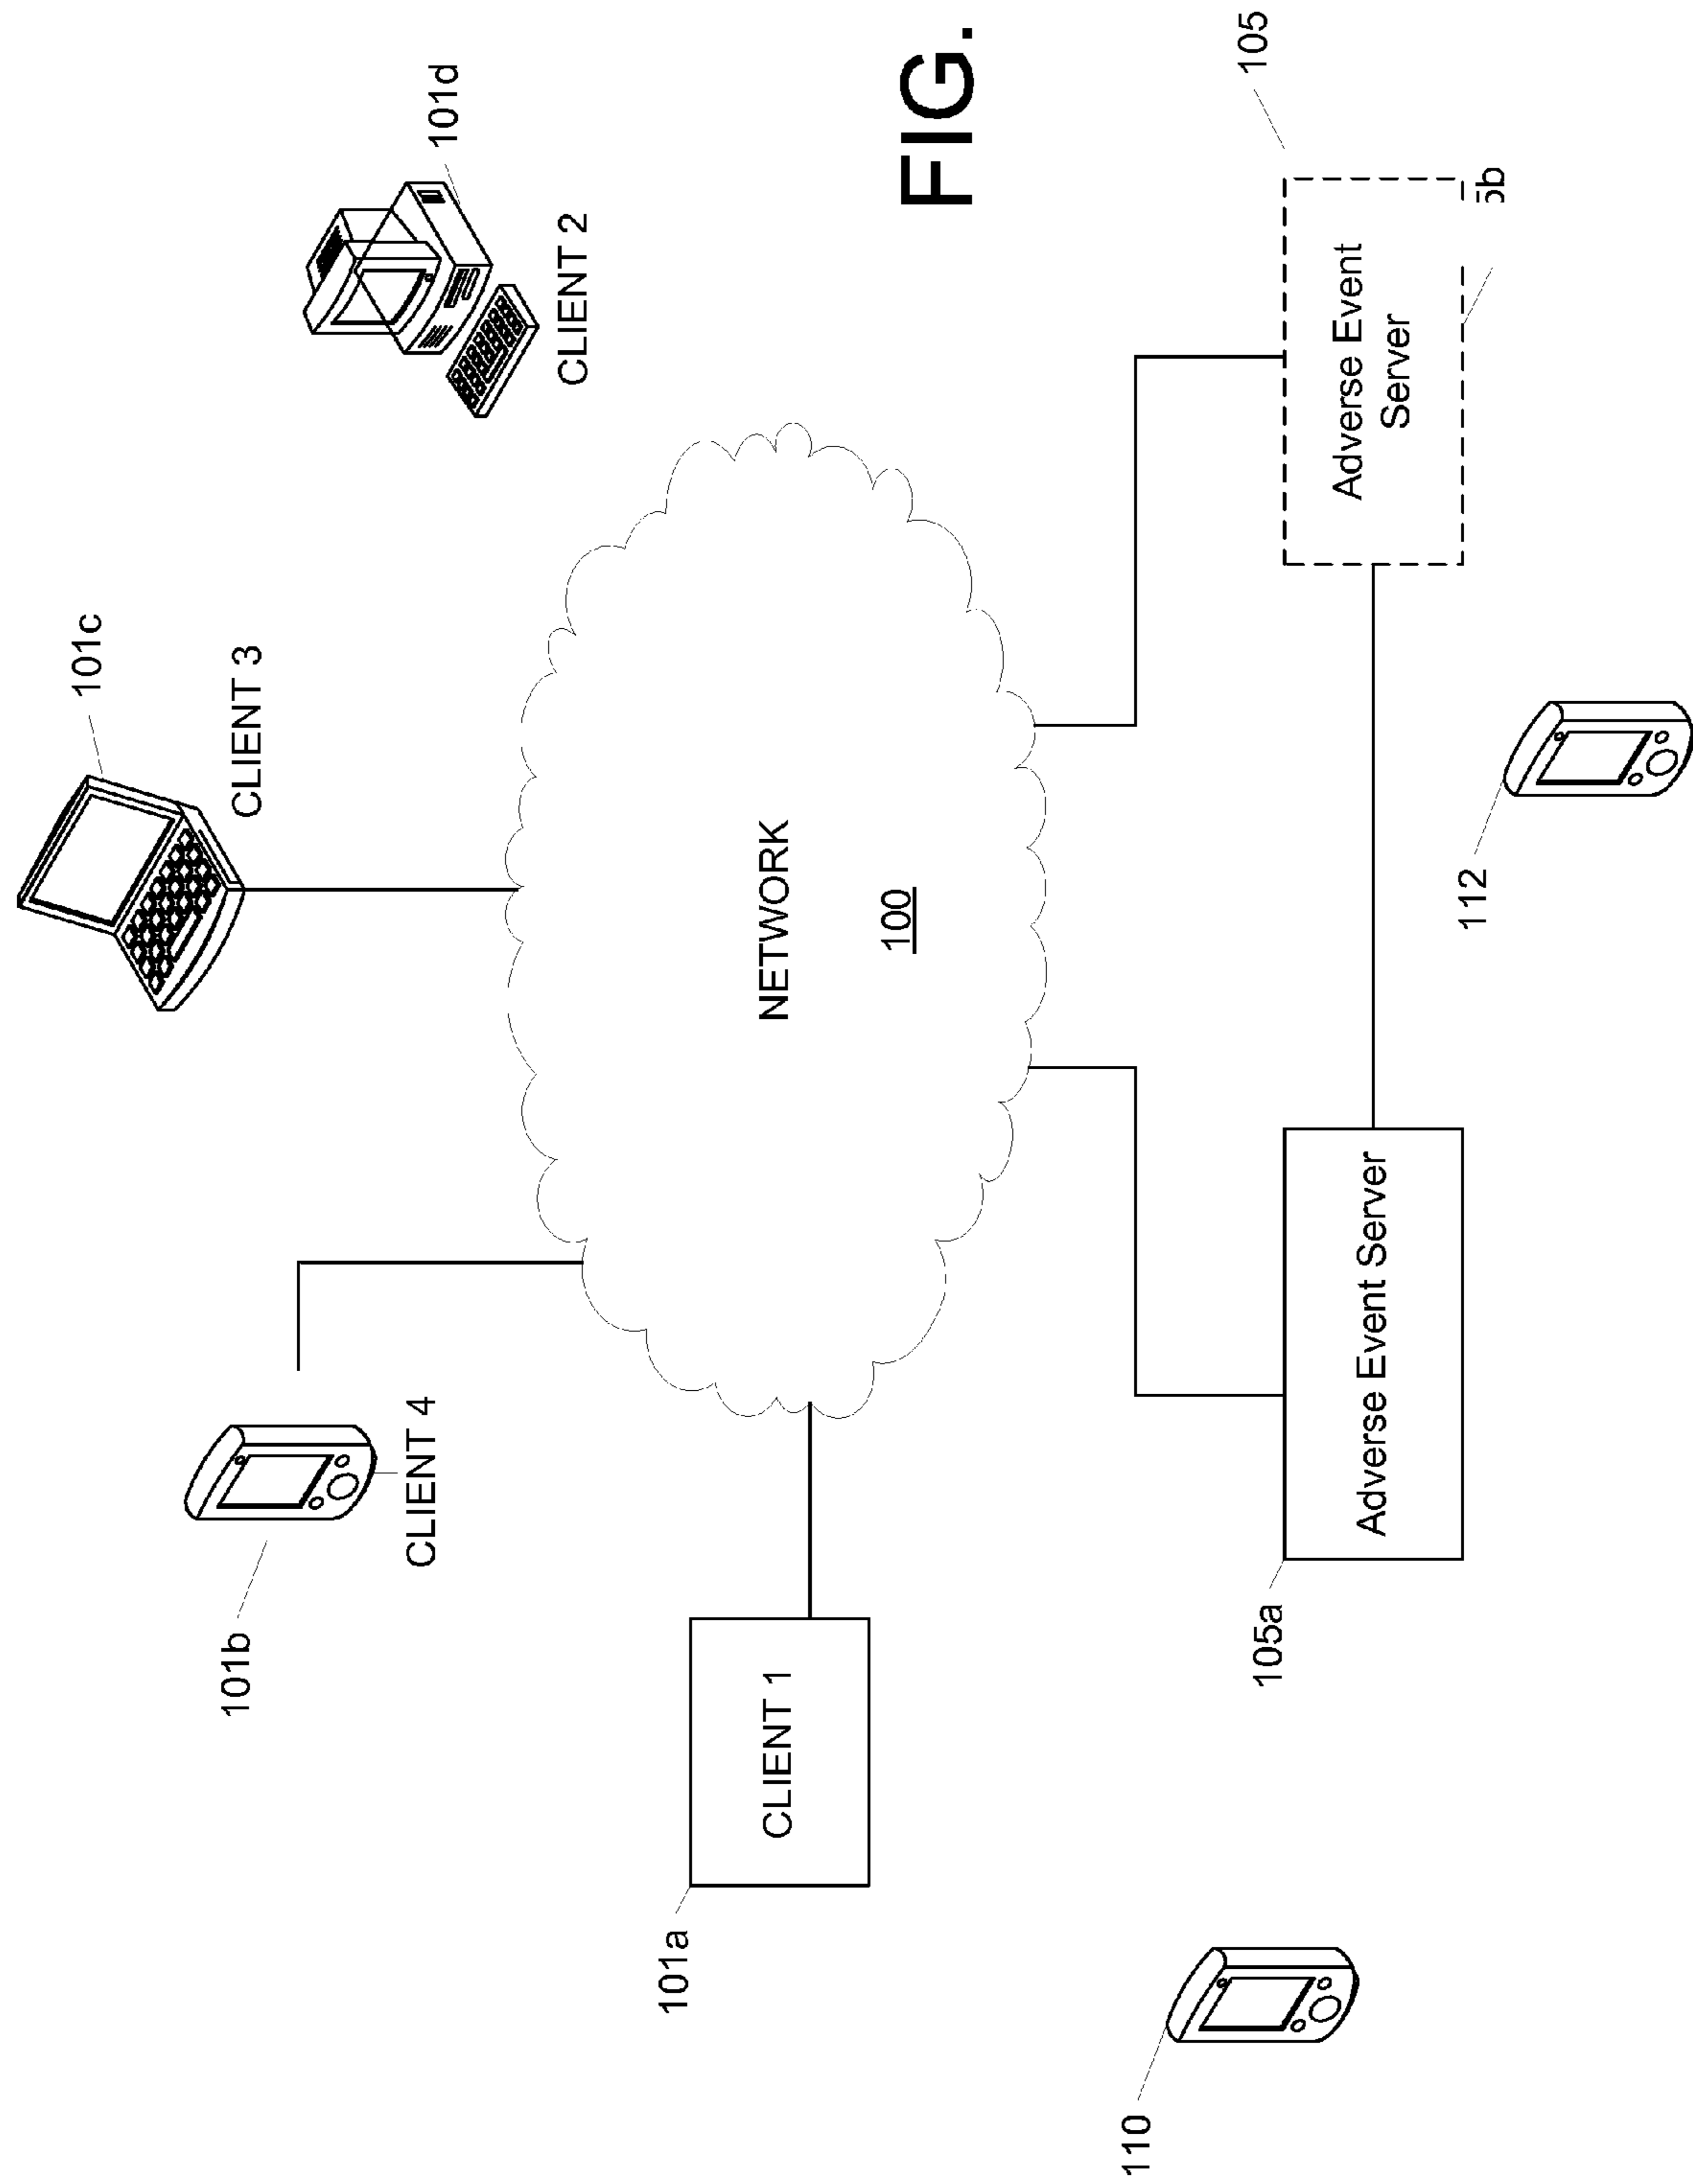 101c
101b
CLIENT 3
CLIENT 4
101d
CLIENT 2
101a
CLIENT 1
NETWORK
100
FIG.
110
105a
105
Adverse Event Server
Adverse Event
Server
112